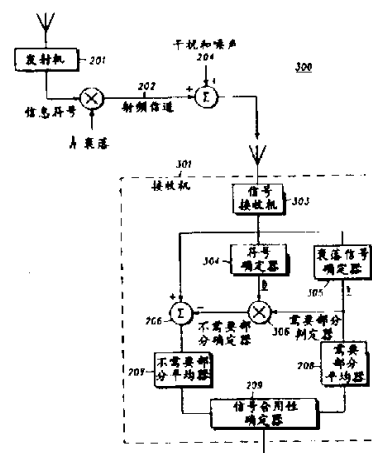 发射机
201
干扰和噪声
204
300
202
+
Σ
信息符号
射频信道
A 衰落
301
接收机
信号
接收机
303
符号
确定器
304
衰落信号
确定器
305
+
Σ
206
−
不需要部
分确定器
306
需要部分
判定器
207
不需要部
分平均器
需要
部分
平均器
208
209
信号合用性
确定器